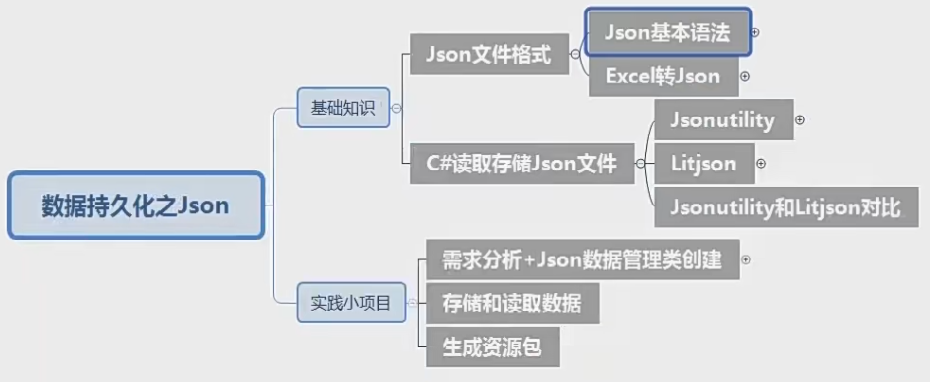 数据持久化之Json
基础知识
Json文件格式
Json基本语法
Excel转Json
C#读取存储Json文件
Jsonutility
Litjson
Jsonutility和Litjson对比
实践小项目
需求分析+Json数据管理类创建
存储和读取数据
生成资源包